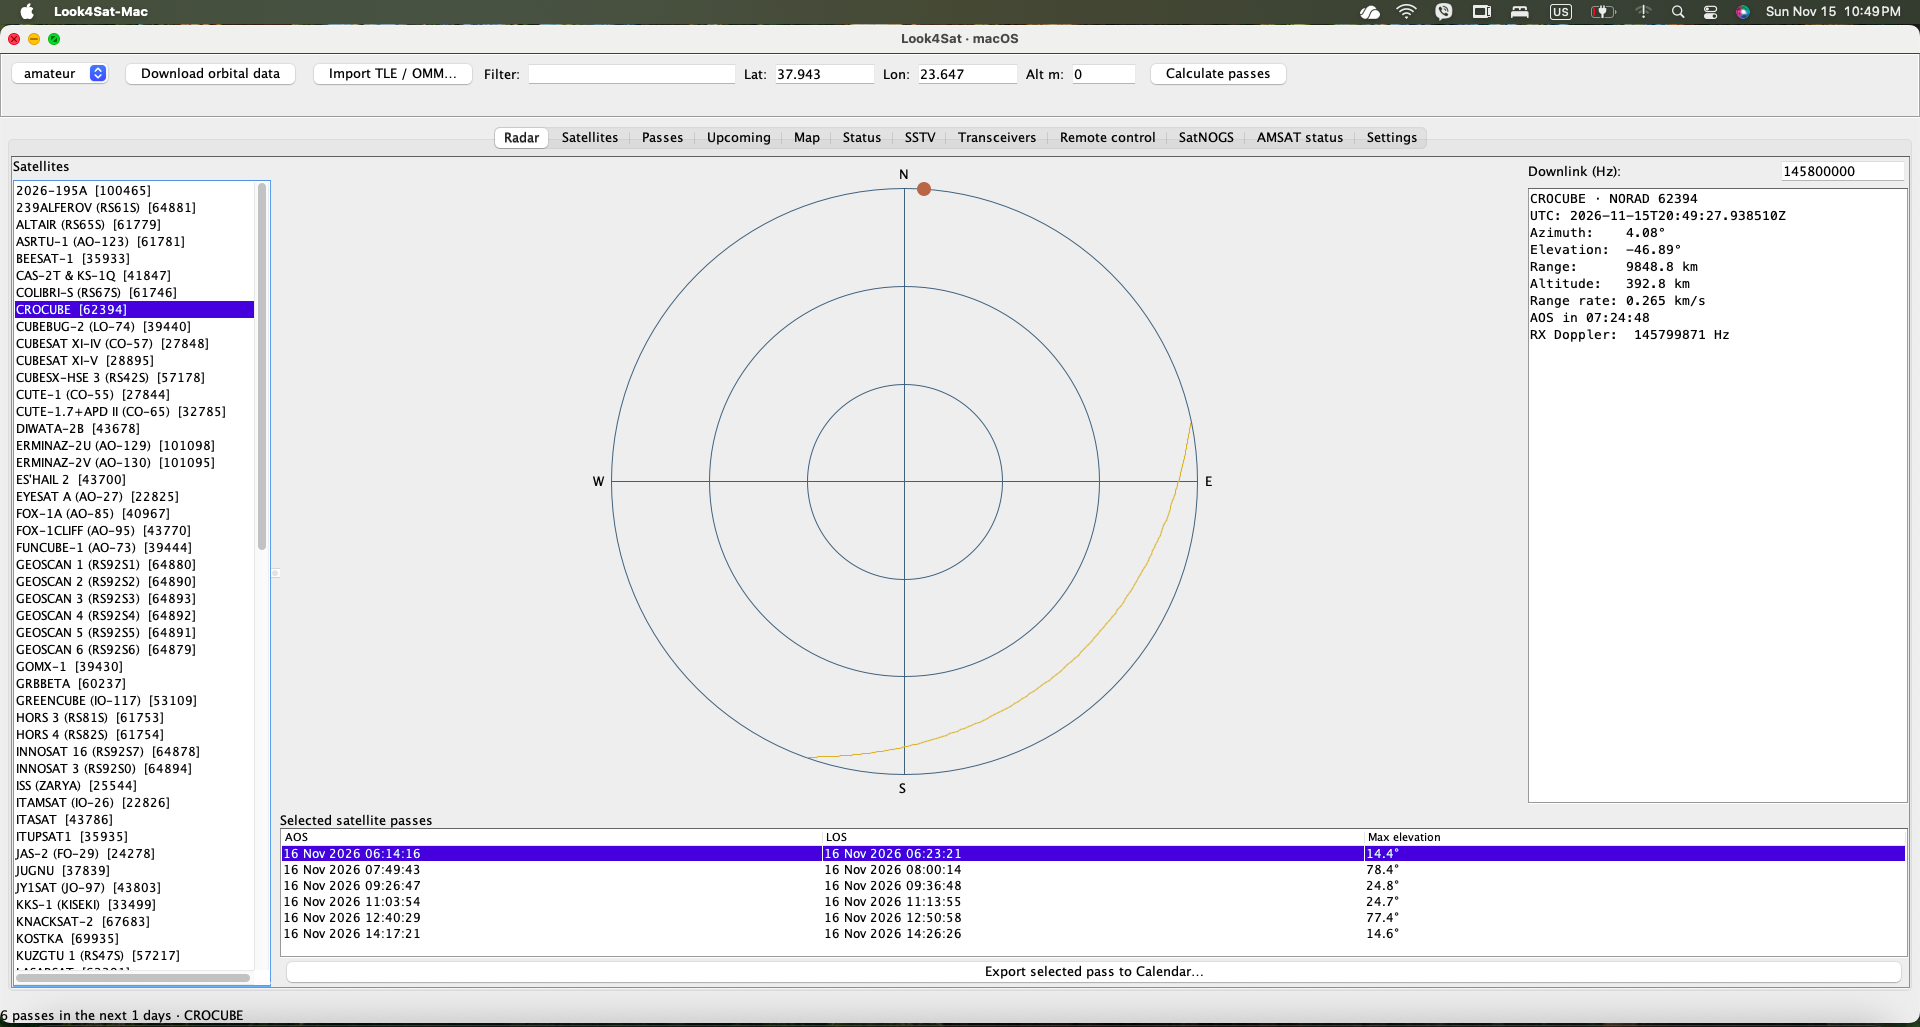 Look4Sat-Mac
US
Sun Nov 15 10:49 PM
Look4Sat · macOS
amateur
Download orbital data
Import TLE / OMM...
Filter:
Lat: 37.943
Lon: 23.647
Alt m: 0
Calculate passes
Radar Satellites Passes Upcoming Map Status SSTV Transceivers Remote control SatNOGS AMSAT status Settings
Satellites
2026-195A [100465]
239ALFEROV (RS61S) [64881]
ALTAIR (RS65S) [61779]
ASRTU-1 (AO-123) [61781]
BEESAT-1 [35933]
CAS-2T & KS-1Q [41847]
COLIBRI-S (RS67S) [61746]
CROCUBE [62394]
CUBEBUG-2 (LO-74) [39440]
CUBESAT XI-IV (CO-57) [27848]
CUBESAT XI-V [28895]
CUBESX-HSE 3 (RS42S) [57178]
CUTE-1 (CO-55) [27844]
CUTE-1.7+APD II (CO-65) [32785]
DIWATA-2B [43678]
ERMINAZ-2U (AO-129) [101098]
ERMINAZ-2V (AO-130) [101095]
ES'HAIL 2 [43700]
EYESAT A (AO-27) [22825]
FOX-1A (AO-85) [40967]
FOX-1CLIFF (AO-95) [43770]
FUNCUBE-1 (AO-73) [39444]
GEOSCAN 1 (RS92S1) [64880]
GEOSCAN 2 (RS92S2) [64890]
GEOSCAN 3 (RS92S3) [64893]
GEOSCAN 4 (RS92S4) [64892]
GEOSCAN 5 (RS92S5) [64891]
GEOSCAN 6 (RS92S6) [64879]
GOMX-1 [39430]
GRBBETA [60237]
GREENCUBE (IO-117) [53109]
HORS 3 (RS81S) [61753]
HORS 4 (RS82S) [61754]
INNOSAT 16 (RS92S7) [64878]
INNOSAT 3 (RS92S0) [64894]
ISS (ZARYA) [25544]
ITAMSAT (IO-26) [22826]
ITASAT [43786]
ITUPSAT1 [35935]
JAS-2 (FO-29) [24278]
JUGNU [37839]
JY1SAT (JO-97) [43803]
KKS-1 (KISEKI) [33499]
KNACKSAT-2 [67683]
KOSTKA [69935]
KUZGTU 1 (RS47S) [57217]
N
W
E
S
Downlink (Hz): 145800000
CROCUBE · NORAD 62394
UTC: 2026-11-15T20:49:27.938510Z
Azimuth: 4.08°
Elevation: -46.89°
Range: 9848.8 km
Altitude: 392.8 km
Range rate: 0.265 km/s
AOS in 07:24:48
RX Doppler: 145799871 Hz
Selected satellite passes
AOS LOS Max elevation
16 Nov 2026 06:14:16 16 Nov 2026 06:23:21 14.4°
16 Nov 2026 07:49:43 16 Nov 2026 08:00:14 78.4°
16 Nov 2026 09:26:47 16 Nov 2026 09:36:48 24.8°
16 Nov 2026 11:03:54 16 Nov 2026 11:13:55 24.7°
16 Nov 2026 12:40:29 16 Nov 2026 12:50:58 77.4°
16 Nov 2026 14:17:21 16 Nov 2026 14:26:26 14.6°
Export selected pass to Calendar...
6 passes in the next 1 days · CROCUBE